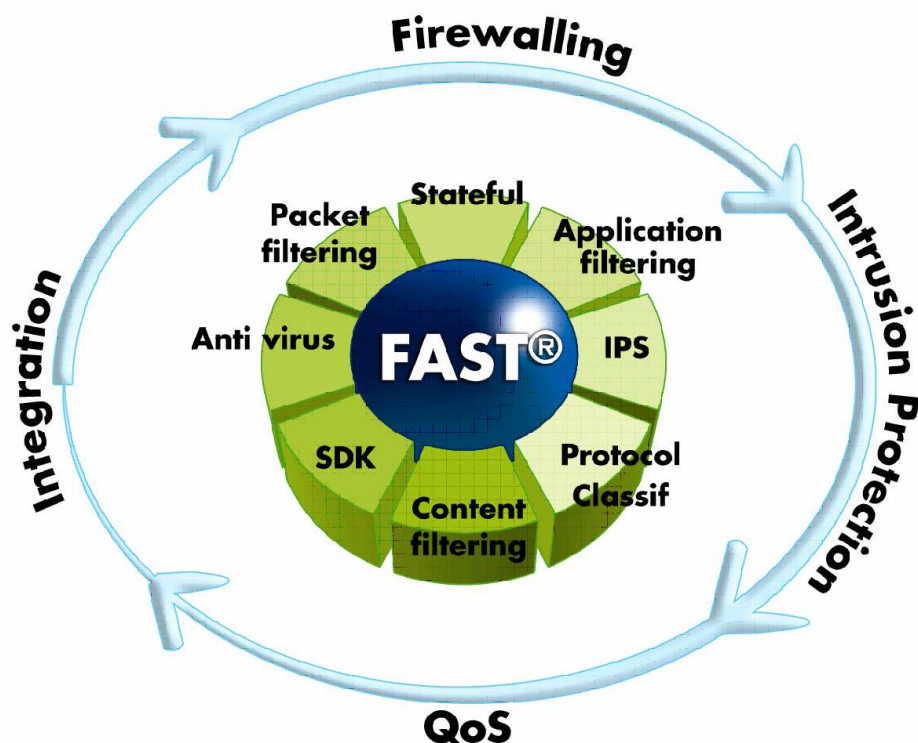 Firewalling
Stateful
Packet
filtering
Application
filtering
Intrusion Protection
Integration
Anti virus
FAST®
IPS
SDK
Protocol
Classif
Content
filtering
QoS